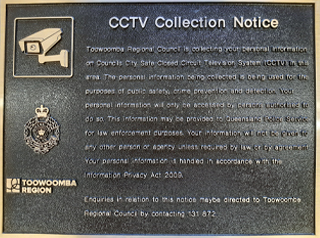 CCTV Collection Notice
Toowoomba Regional Council is collecting your personal information
on Councils City Safe Closed Circuit Television System (CCTV) in this
area. The personal information being collected is being used for the
purposes of public safety, crime prevention and detection. Your
personal information will only be accessed by persons authorised to
do so. This information may be provided to Queensland Police Service
for law enforcement purposes. Your information will not be given to
any other person or agency unless required by law or by agreement.
Your personal information is handled in accordance with the
Information Privacy Act 2009.
TOOWOOMBA
REGION
Enquiries in relation to this notice maybe directed to Toowoomba
Regional Council by contacting 131 872